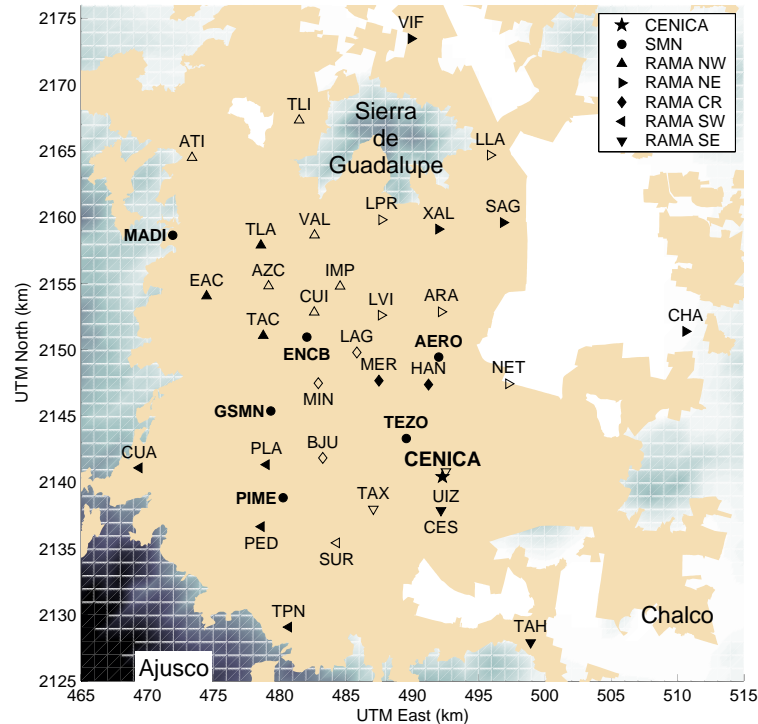 2175
2170
2165
2160
2155
2150
2145
2140
2135
2130
2125
UTM North (km)
465
470
475
480
485
490
495
500
505
510
515
UTM East (km)
CENICA
SMN
RAMA NW
RAMA NE
RAMA CR
RAMA SW
RAMA SE
VIF
TLI
Sierra
de
Guadalupe
ATI
LLA
LPR
XAL
SAG
MADI
TLA
VAL
EAC
AZC
IMP
CUI
LVI
ARA
CHA
TAC
ENCB
LAG
AERO
MER
HAN
NET
MIN
GSMN
TEZO
CUA
PLA
BJU
CENICA
PIME
TAX
UIZ
PED
SUR
CES
TPN
TAH
Chalco
Ajusco